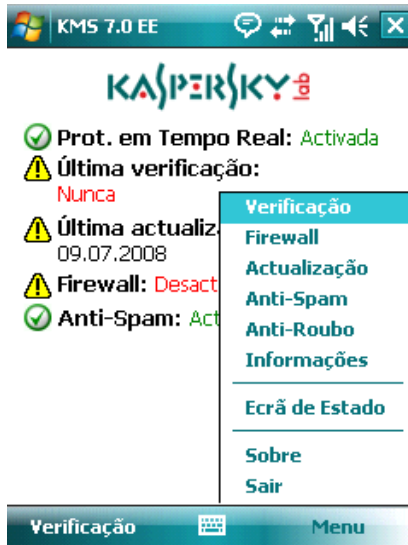 KMS 7.0 EE
KASPERSKY lab
Prot. em Tempo Real: Activada
Última verificação:
Nunca
Última actualiz
09.07.2008
Firewall: Desact
Anti-Spam: Act
Verificação
Firewall
Actualização
Anti-Spam
Anti-Roubo
Informações
Ecrã de Estado
Sobre
Sair
Verificação
Menu